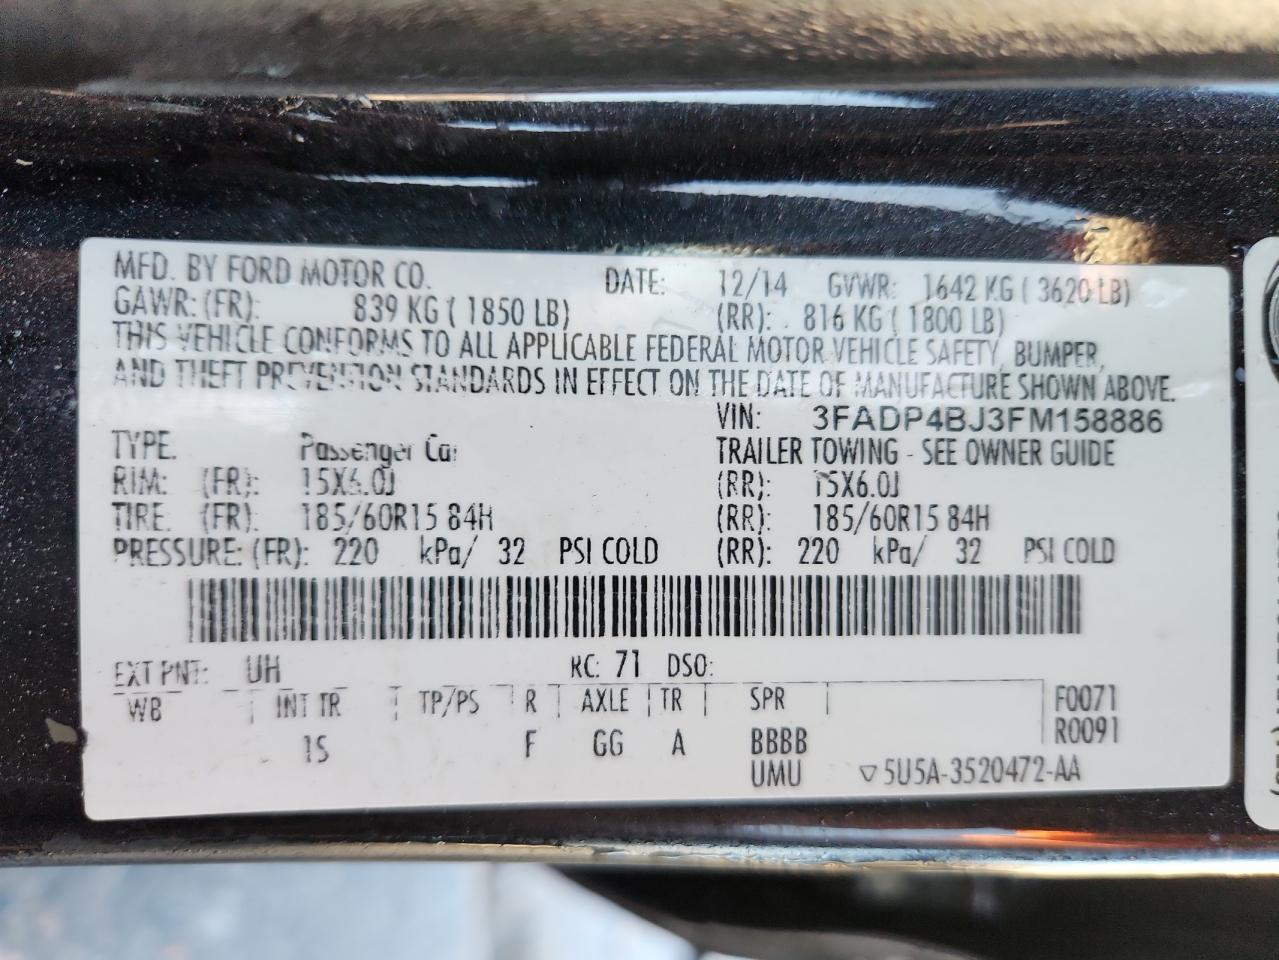 MFD. BY FORD MOTOR CO. DATE: 12/14 GVWR: 1642 KG ( 3620 LB)
GAWR: (FR): 839 KG ( 1850 LB) (RR): 816 KG ( 1800 LB)
THIS VEHICLE CONFORMS TO ALL APPLICABLE FEDERAL MOTOR VEHICLE SAFETY, BUMPER,
AND THEFT PREVENTION STANDARDS IN EFFECT ON THE DATE OF MANUFACTURE SHOWN ABOVE.
VIN: 3FADP4BJ3FM158886
TYPE: Passenger Car TRAILER TOWING - SEE OWNER GUIDE
RIM: (FR): 15X6.0J (RR): 15X6.0J
TIRE: (FR): 185/60R15 84H (RR): 185/60R15 84H
PRESSURE: (FR): 220 kPa/ 32 PSI COLD (RR): 220 kPa/ 32 PSI COLD
EXT PNT: UH RC: 71 DSO:
WB INT TR TP/PS R AXLE TR SPR F0071
R0091
1S F GG A BBBB
UMU ▽5U5A-3520472-AA